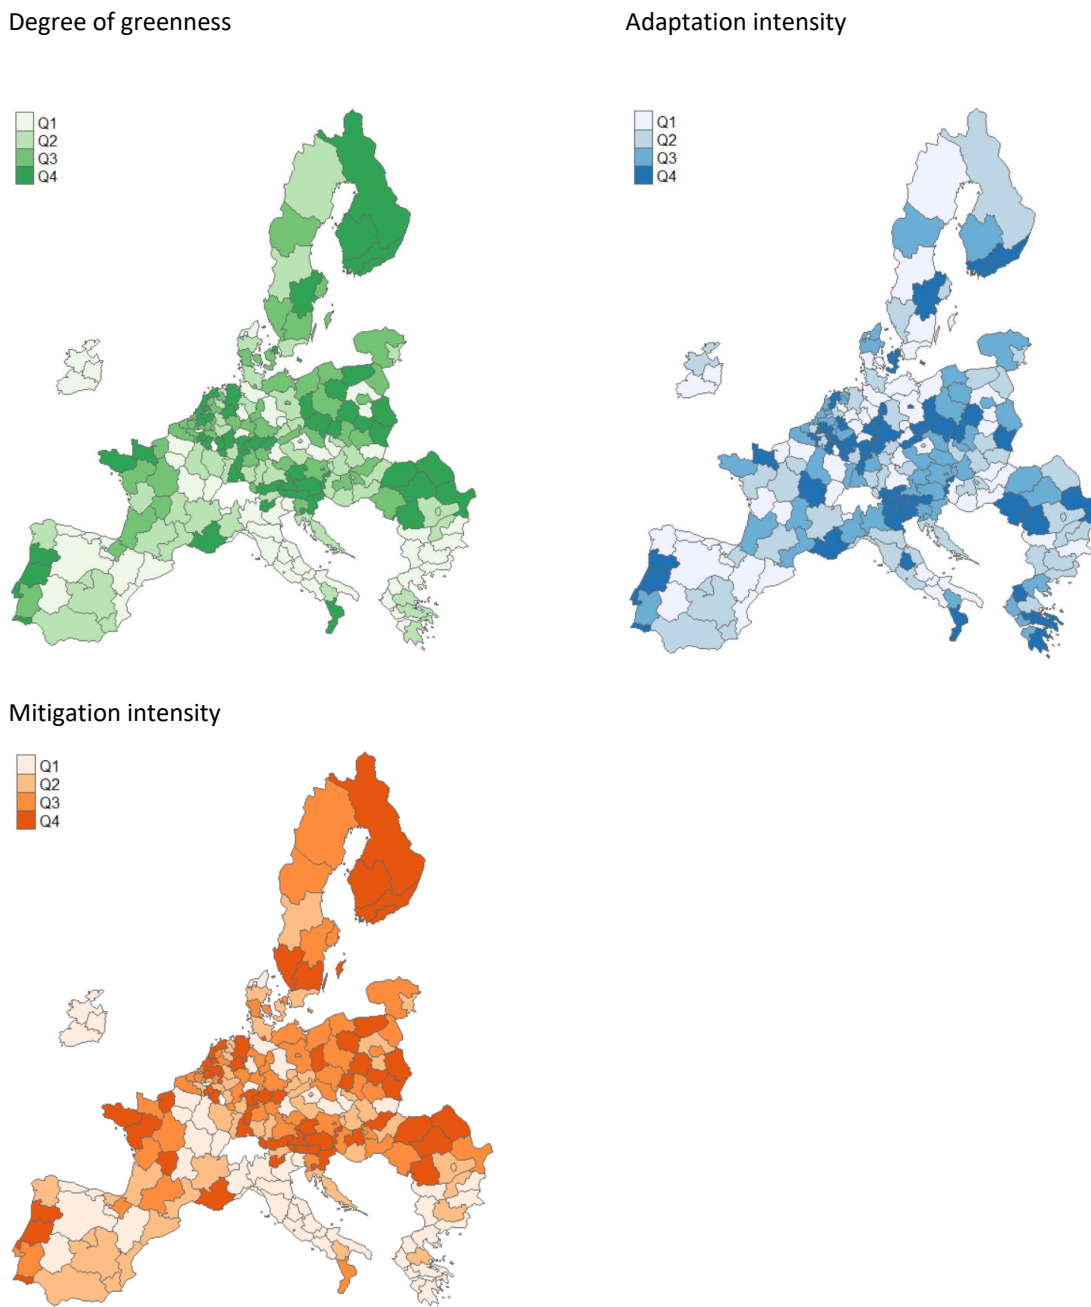 Degree of greenness
Adaptation intensity
Q1
Q2
Q3
Q4
Q1
Q2
Q3
Q4
Mitigation intensity
Q1
Q2
Q3
Q4